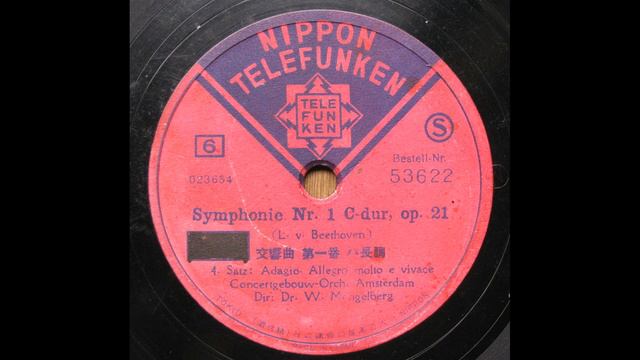 NIPPON
TELEFUNKEN
TELE
FUN
KEN
6
S
023654
Bestell-Nr.
53622
Symphonie Nr. 1 C-dur, op. 21
(L. v. Beethoven)
交響曲 第一番 ハ長調
4. Satz: Adagio. Allegro molto e vivace
Concertgebouw-Orch. Amsterdam
Dir: Dr. W. Mengelberg